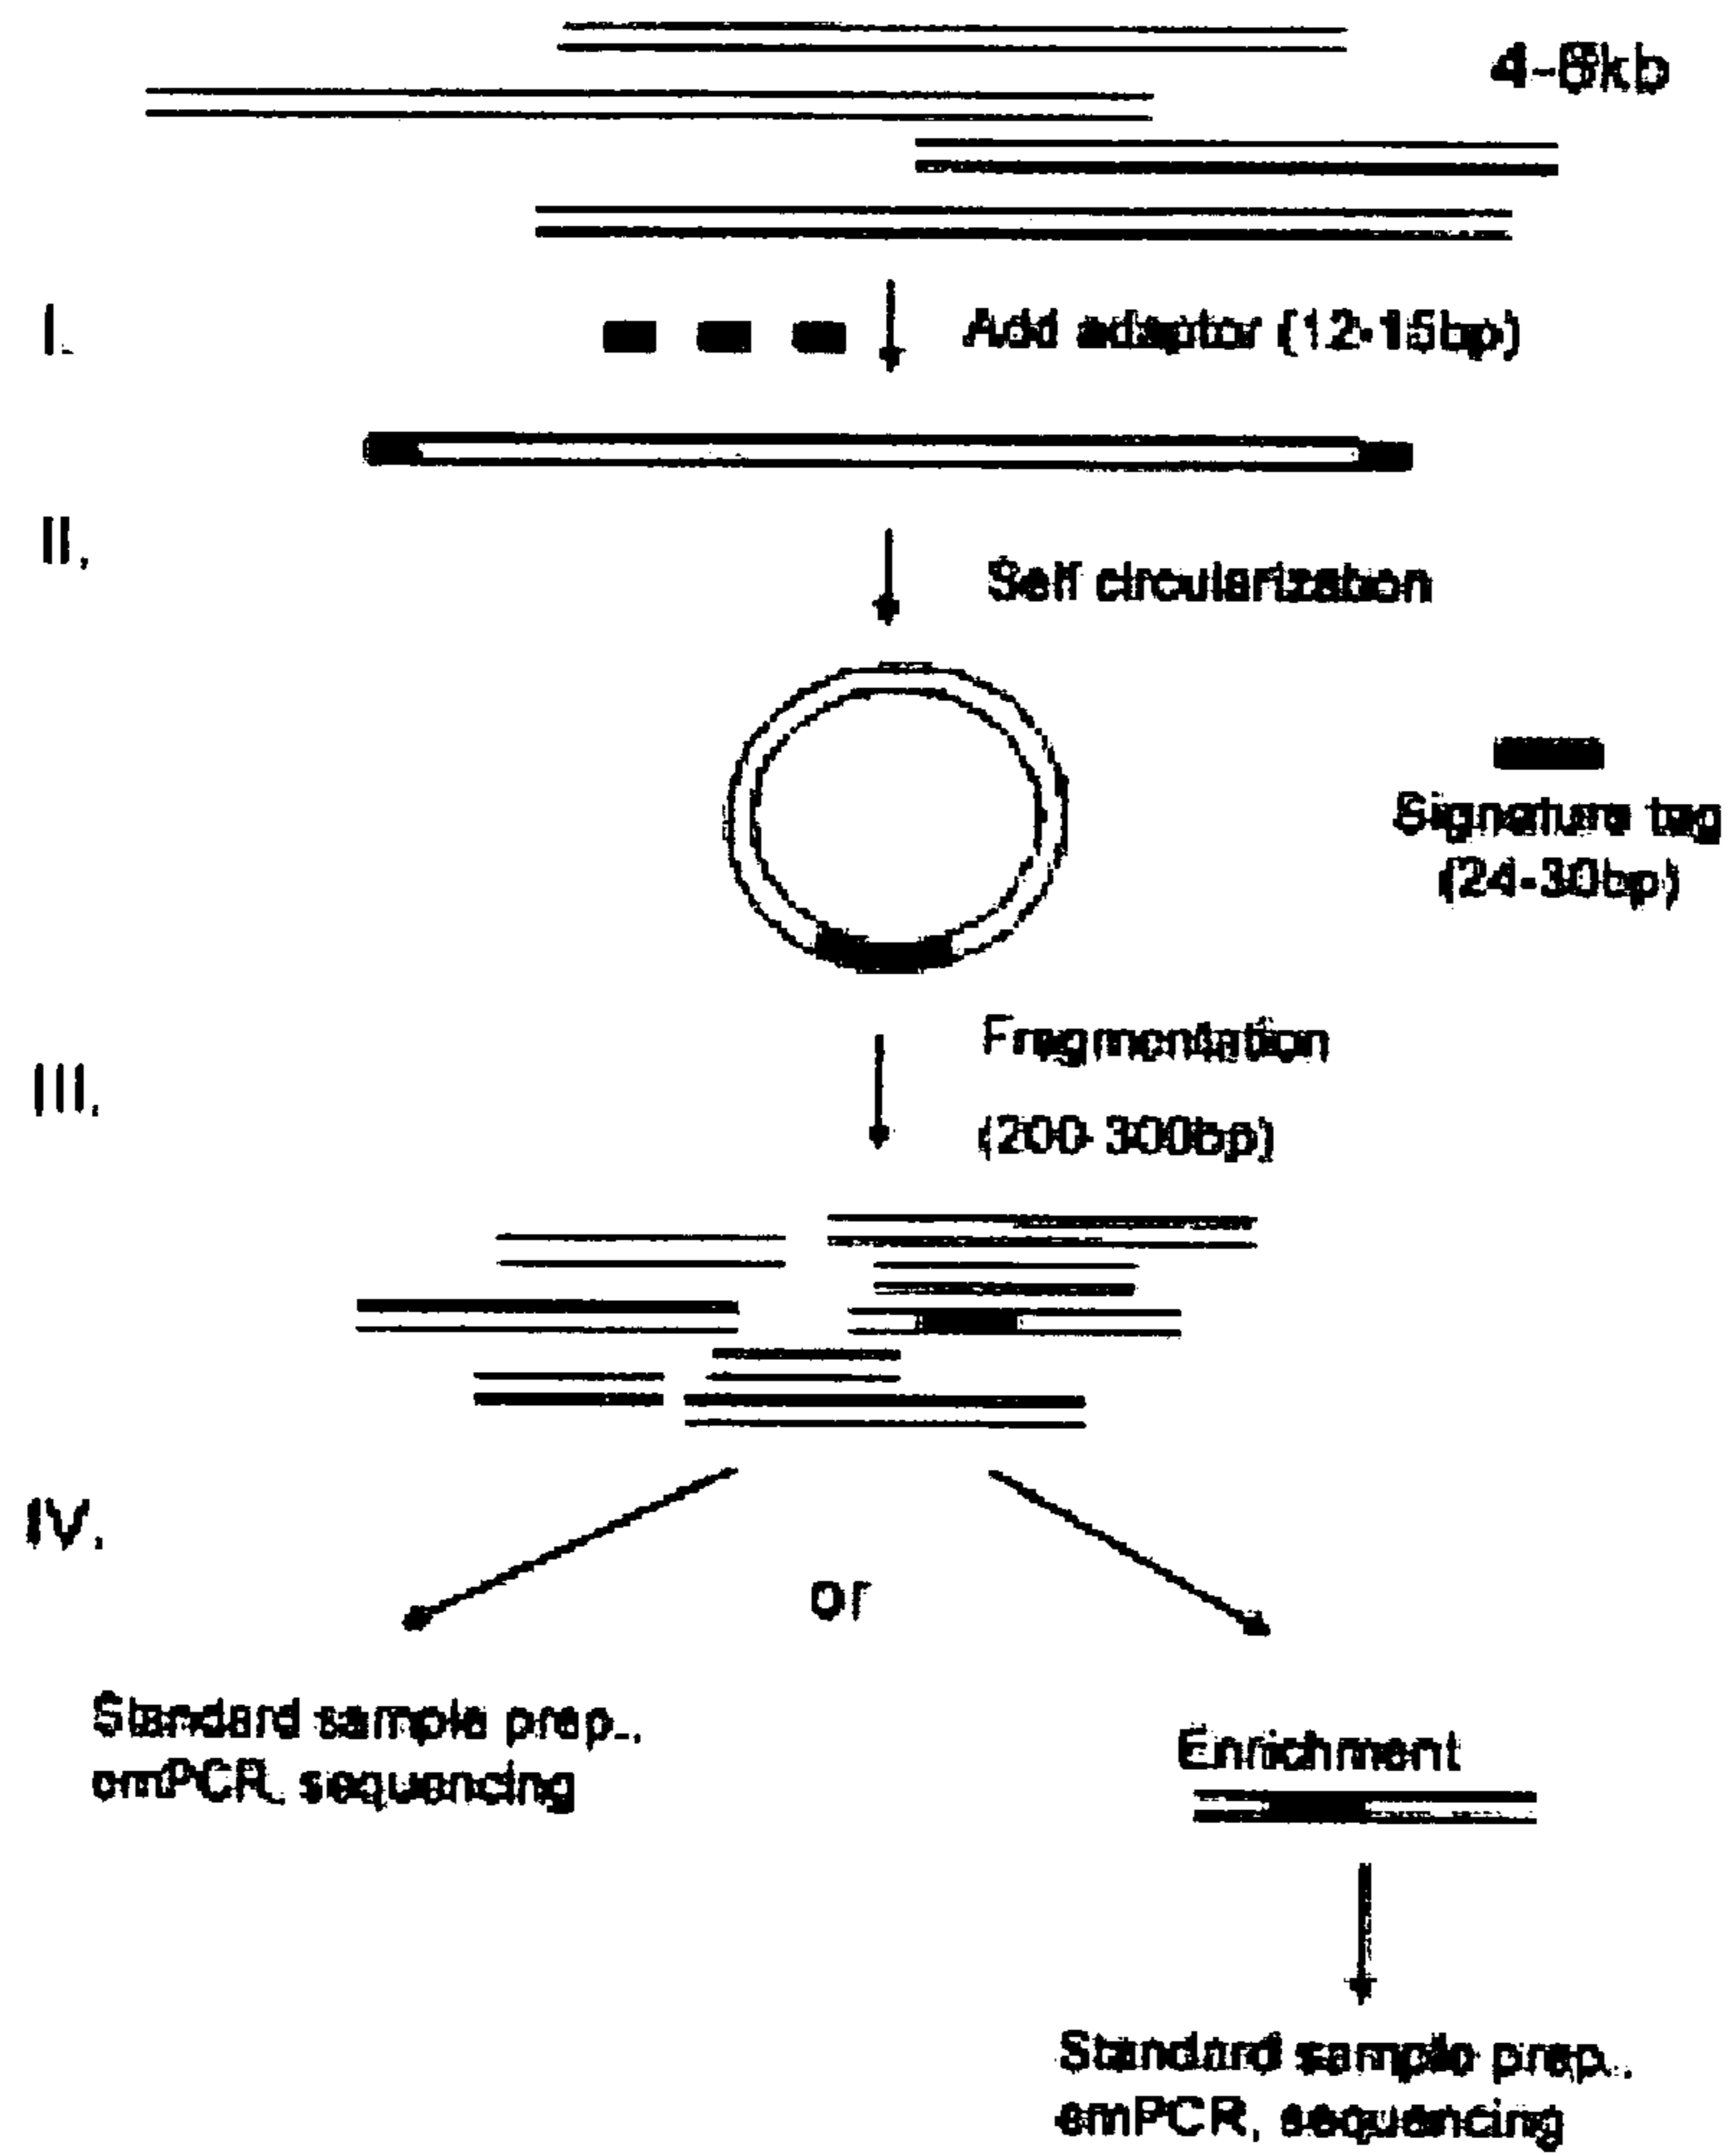 4-8kb
I.
Add adaptor (12-15bp)
II.
Self circularization
Signature tag
(24-30bp)
Fragmentation
III.
(200-300bp)
IV.
or
Standard sample prep.,
emPCR, sequencing
Enrichment
Standard sample prep.,
emPCR, sequencing